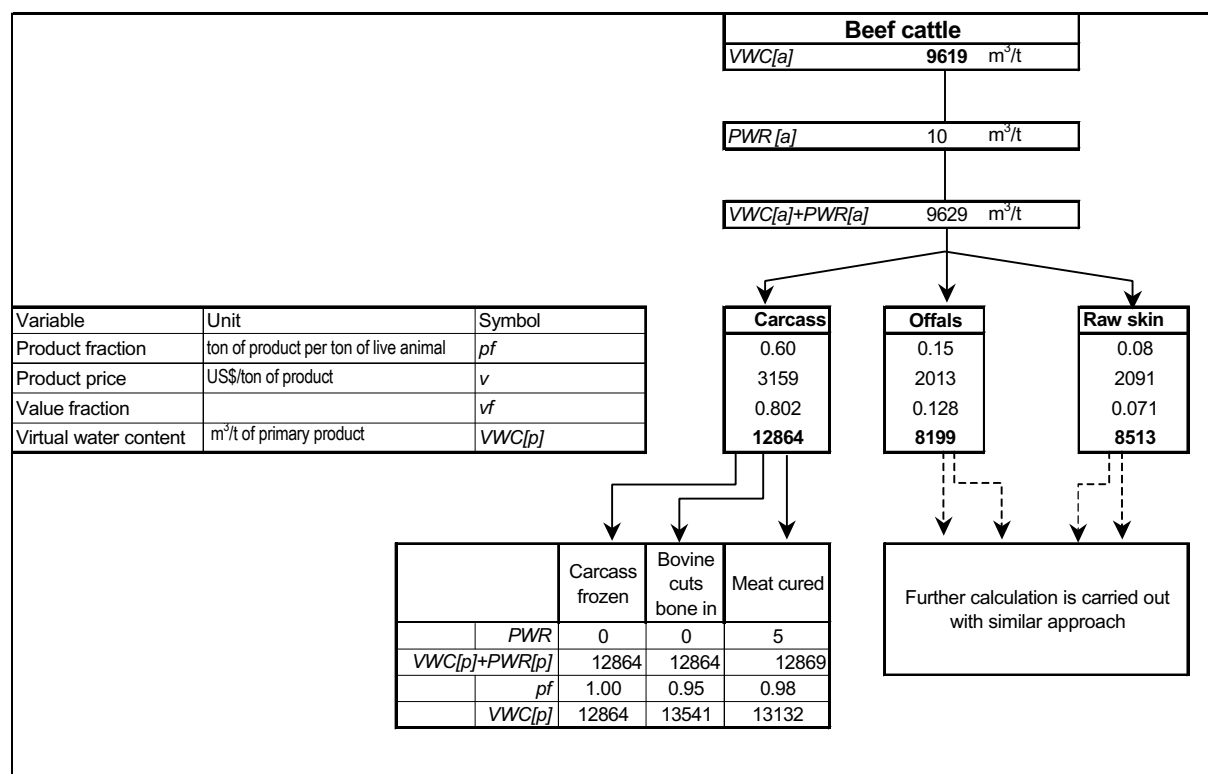 Beef cattle
VWC[a] 9619 m³/t
PWR [a] 10 m³/t
VWC[a]+PWR[a] 9629 m³/t
Variable Unit Symbol
Product fraction ton of product per ton of live animal pf
Product price US$/ton of product v
Value fraction vf
Virtual water content m³/t of primary product VWC[p]
Carcass Offals Raw skin
0.60 0.15 0.08
3159 2013 2091
0.802 0.128 0.071
12864 8199 8513
Carcass
frozen
Bovine
cuts
bone in
Meat cured
PWR 0 0 5
VWC[p]+PWR[p] 12864 12864 12869
pf 1.00 0.95 0.98
VWC[p] 12864 13541 13132
Further calculation is carried out
with similar approach